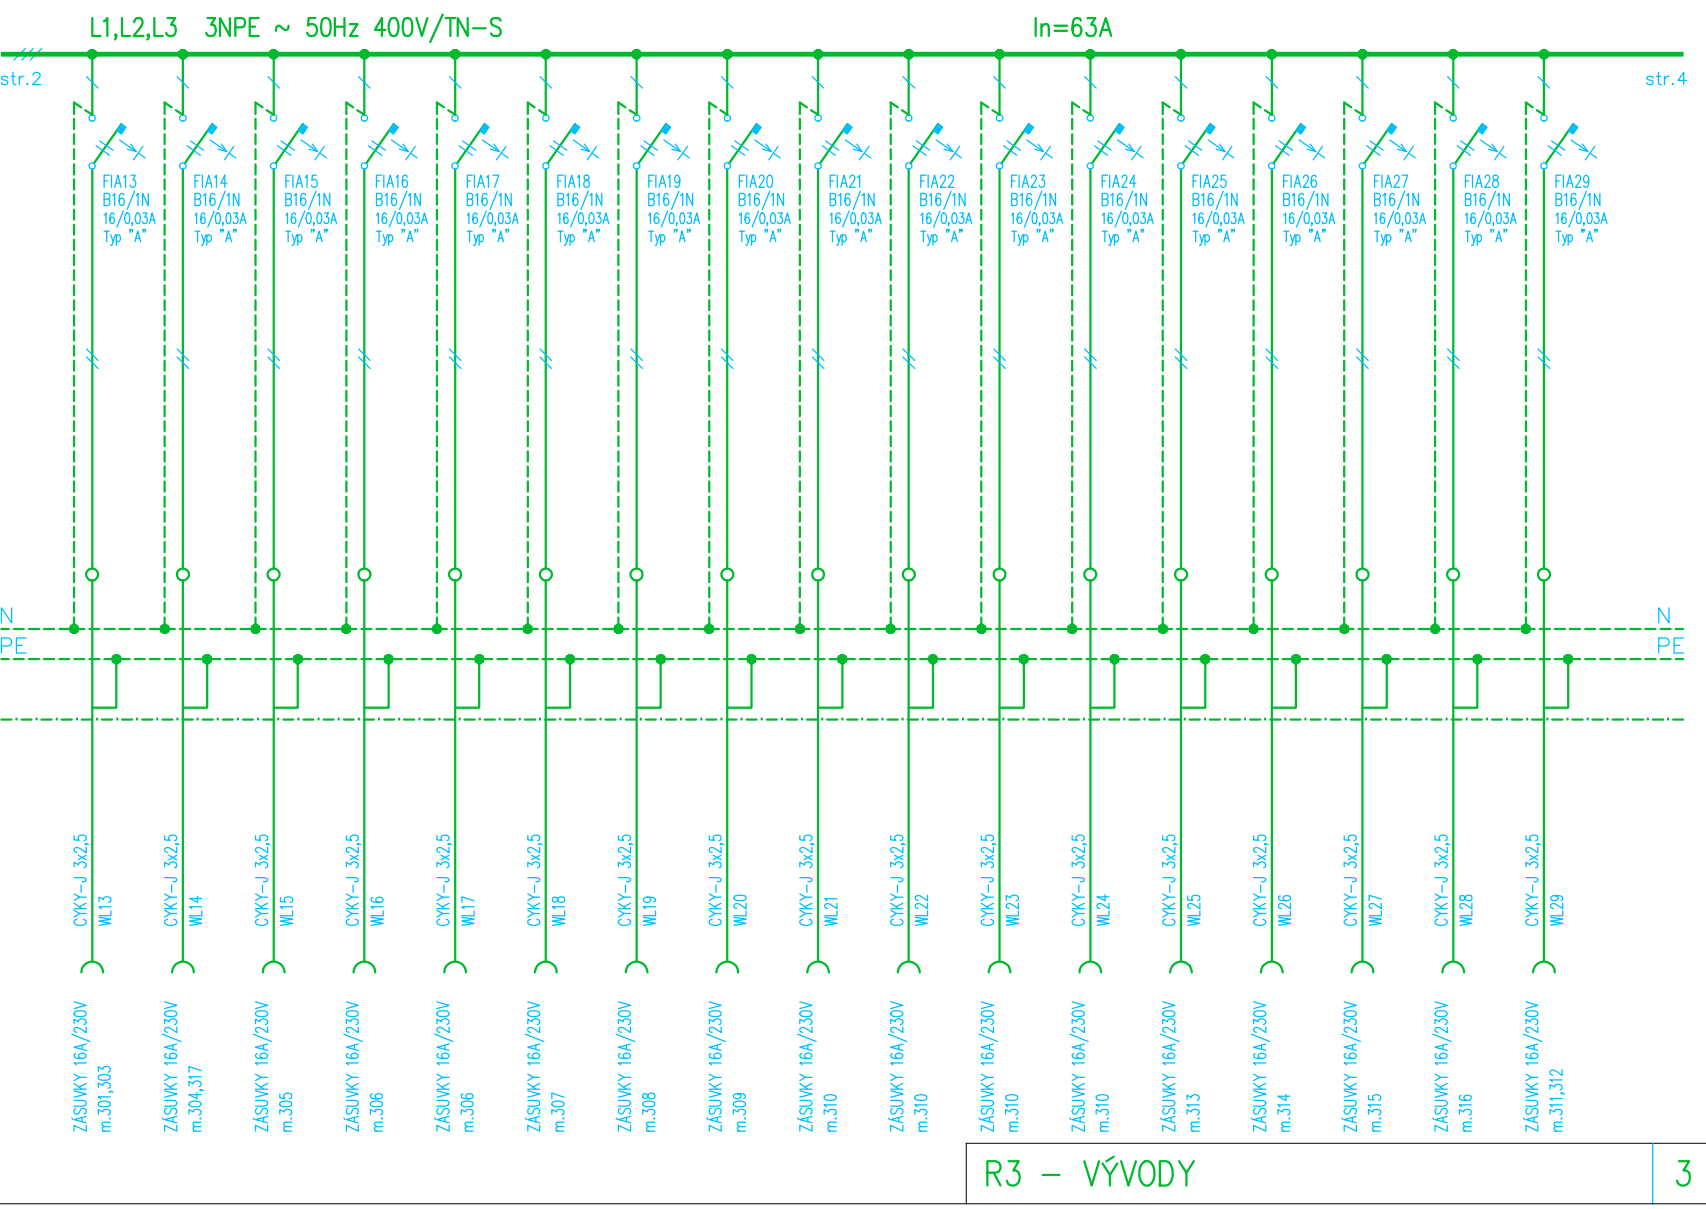 L1,L2,L3 3NPE ~ 50Hz 400V/TN-S
In=63A
str.2
str.4
FIA13
B16/1N
16/0,03A
Typ "A"
FIA14
B16/1N
16/0,03A
Typ "A"
FIA15
B16/1N
16/0,03A
Typ "A"
FIA16
B16/1N
16/0,03A
Typ "A"
FIA17
B16/1N
16/0,03A
Typ "A"
FIA18
B16/1N
16/0,03A
Typ "A"
FIA19
B16/1N
16/0,03A
Typ "A"
FIA20
B16/1N
16/0,03A
Typ "A"
FIA21
B16/1N
16/0,03A
Typ "A"
FIA22
B16/1N
16/0,03A
Typ "A"
FIA23
B16/1N
16/0,03A
Typ "A"
FIA24
B16/1N
16/0,03A
Typ "A"
FIA25
B16/1N
16/0,03A
Typ "A"
FIA26
B16/1N
16/0,03A
Typ "A"
FIA27
B16/1N
16/0,03A
Typ "A"
FIA28
B16/1N
16/0,03A
Typ "A"
FIA29
B16/1N
16/0,03A
Typ "A"
N
N
PE
PE
CYKY-J 3x2,5
WL13
CYKY-J 3x2,5
WL14
CYKY-J 3x2,5
WL15
CYKY-J 3x2,5
WL16
CYKY-J 3x2,5
WL17
CYKY-J 3x2,5
WL18
CYKY-J 3x2,5
WL19
CYKY-J 3x2,5
WL20
CYKY-J 3x2,5
WL21
CYKY-J 3x2,5
WL22
CYKY-J 3x2,5
WL23
CYKY-J 3x2,5
WL24
CYKY-J 3x2,5
WL25
CYKY-J 3x2,5
WL26
CYKY-J 3x2,5
WL27
CYKY-J 3x2,5
WL28
CYKY-J 3x2,5
WL29
ZÁSUVKY 16A/230V
m.301,303
ZÁSUVKY 16A/230V
m.304,317
ZÁSUVKY 16A/230V
m.305
ZÁSUVKY 16A/230V
m.306
ZÁSUVKY 16A/230V
m.306
ZÁSUVKY 16A/230V
m.307
ZÁSUVKY 16A/230V
m.308
ZÁSUVKY 16A/230V
m.309
ZÁSUVKY 16A/230V
m.310
ZÁSUVKY 16A/230V
m.310
ZÁSUVKY 16A/230V
m.310
ZÁSUVKY 16A/230V
m.310
ZÁSUVKY 16A/230V
m.313
ZÁSUVKY 16A/230V
m.314
ZÁSUVKY 16A/230V
m.315
ZÁSUVKY 16A/230V
m.316
ZÁSUVKY 16A/230V
m.311,312
R3 - VÝVODY
3